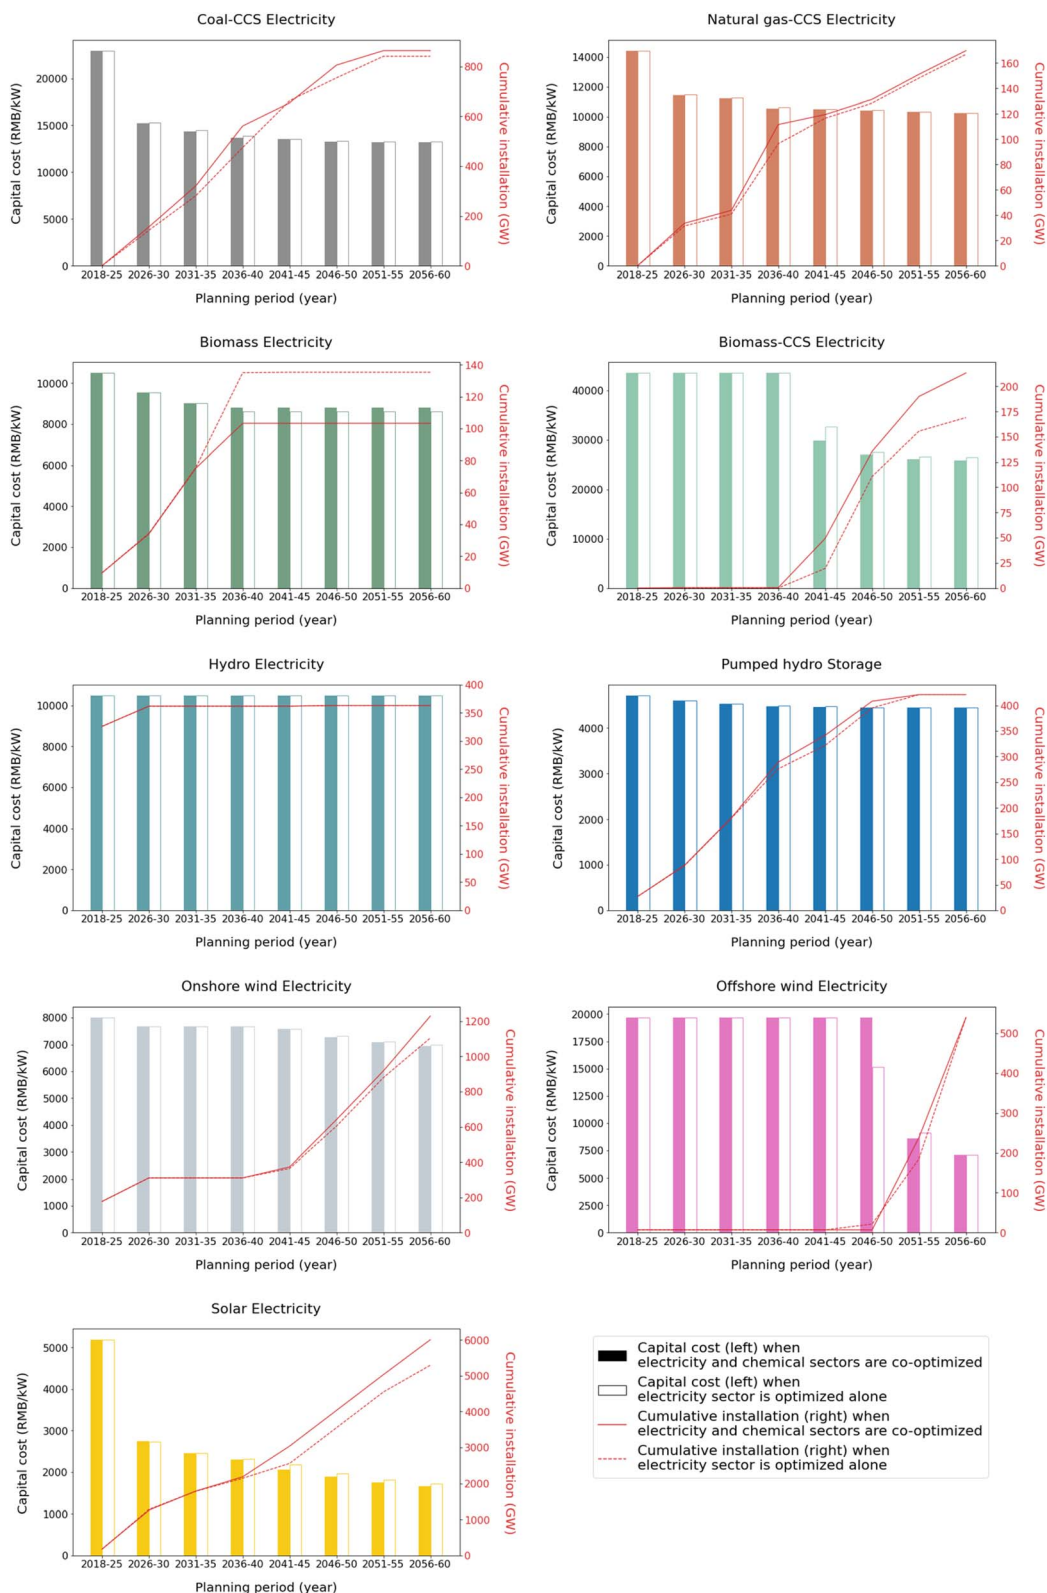 Coal-CCS Electricity
Capital cost (RMB/kW)
20000
15000
10000
5000
0
800
600
400
200
0
Cumulative installation (GW)
2018-25 2026-30 2031-35 2036-40 2041-45 2046-50 2051-55 2056-60
Planning period (year)
Natural gas-CCS Electricity
Capital cost (RMB/kW)
14000
12000
10000
8000
6000
4000
2000
0
160
140
120
100
80
60
40
20
0
Cumulative installation (GW)
2018-25 2026-30 2031-35 2036-40 2041-45 2046-50 2051-55 2056-60
Planning period (year)
Biomass Electricity
Capital cost (RMB/kW)
10000
8000
6000
4000
2000
0
140
120
100
80
60
40
20
0
Cumulative installation (GW)
2018-25 2026-30 2031-35 2036-40 2041-45 2046-50 2051-55 2056-60
Planning period (year)
Biomass-CCS Electricity
Capital cost (RMB/kW)
40000
30000
20000
10000
0
200
175
150
125
100
75
50
25
0
Cumulative installation (GW)
2018-25 2026-30 2031-35 2036-40 2041-45 2046-50 2051-55 2056-60
Planning period (year)
Hydro Electricity
Capital cost (RMB/kW)
10000
8000
6000
4000
2000
0
400
350
300
250
200
150
100
50
0
Cumulative installation (GW)
2018-25 2026-30 2031-35 2036-40 2041-45 2046-50 2051-55 2056-60
Planning period (year)
Pumped hydro Storage
Capital cost (RMB/kW)
4000
3000
2000
1000
0
400
350
300
250
200
150
100
50
0
Cumulative installation (GW)
2018-25 2026-30 2031-35 2036-40 2041-45 2046-50 2051-55 2056-60
Planning period (year)
Onshore wind Electricity
Capital cost (RMB/kW)
8000
7000
6000
5000
4000
3000
2000
1000
0
1200
1000
800
600
400
200
0
Cumulative installation (GW)
2018-25 2026-30 2031-35 2036-40 2041-45 2046-50 2051-55 2056-60
Planning period (year)
Offshore wind Electricity
Capital cost (RMB/kW)
20000
17500
15000
12500
10000
7500
5000
2500
0
500
400
300
200
100
0
Cumulative installation (GW)
2018-25 2026-30 2031-35 2036-40 2041-45 2046-50 2051-55 2056-60
Planning period (year)
Solar Electricity
Capital cost (RMB/kW)
5000
4000
3000
2000
1000
0
6000
5000
4000
3000
2000
1000
0
Cumulative installation (GW)
2018-25 2026-30 2031-35 2036-40 2041-45 2046-50 2051-55 2056-60
Planning period (year)
Capital cost (left) when
electricity and chemical sectors are co-optimized
Capital cost (left) when
electricity sector is optimized alone
Cumulative installation (right) when
electricity and chemical sectors are co-optimized
Cumulative installation (right) when
electricity sector is optimized alone